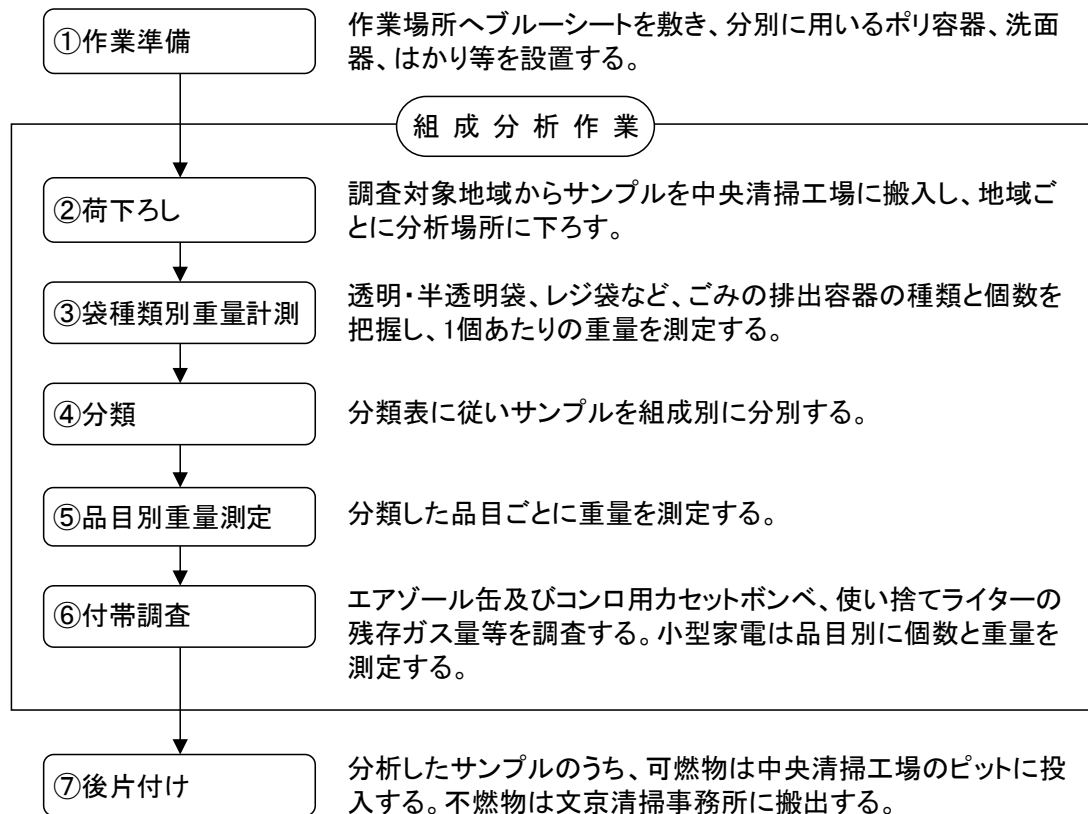 ①作業準備
作業場所へブルーシートを敷き、分別に用いるポリ容器、洗面
器、はかり等を設置する。
組成分析作業
②荷下ろし
調査対象地域からサンプルを中央清掃工場に搬入し、地域ご
とに分析場所に下ろす。
③袋種類別重量計測
透明・半透明袋、レジ袋など、ごみの排出容器の種類と個数を
把握し、1個あたりの重量を測定する。
④分類
分類表に従いサンプルを組成別に分別する。
⑤品目別重量測定
分類した品目ごとに重量を測定する。
⑥付帯調査
エアゾール缶及びコンロ用カセットボンベ、使い捨てライターの
残存ガス量等を調査する。小型家電は品目別に個数と重量を
測定する。
⑦後片付け
分析したサンプルのうち、可燃物は中央清掃工場のピットに投
入する。不燃物は文京清掃事務所に搬出する。